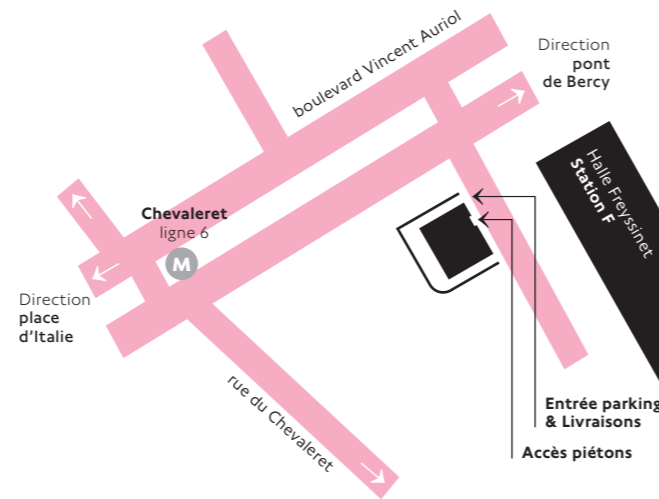 boulevard Vincent Auriol
Direction
pont
de Bercy
Halle Freyssinet
Station F
Chevaleret
ligne 6
M
Direction
place
d'Italie
rue du Chevaleret
Entrée parking
& Livraisons
Accès piétons